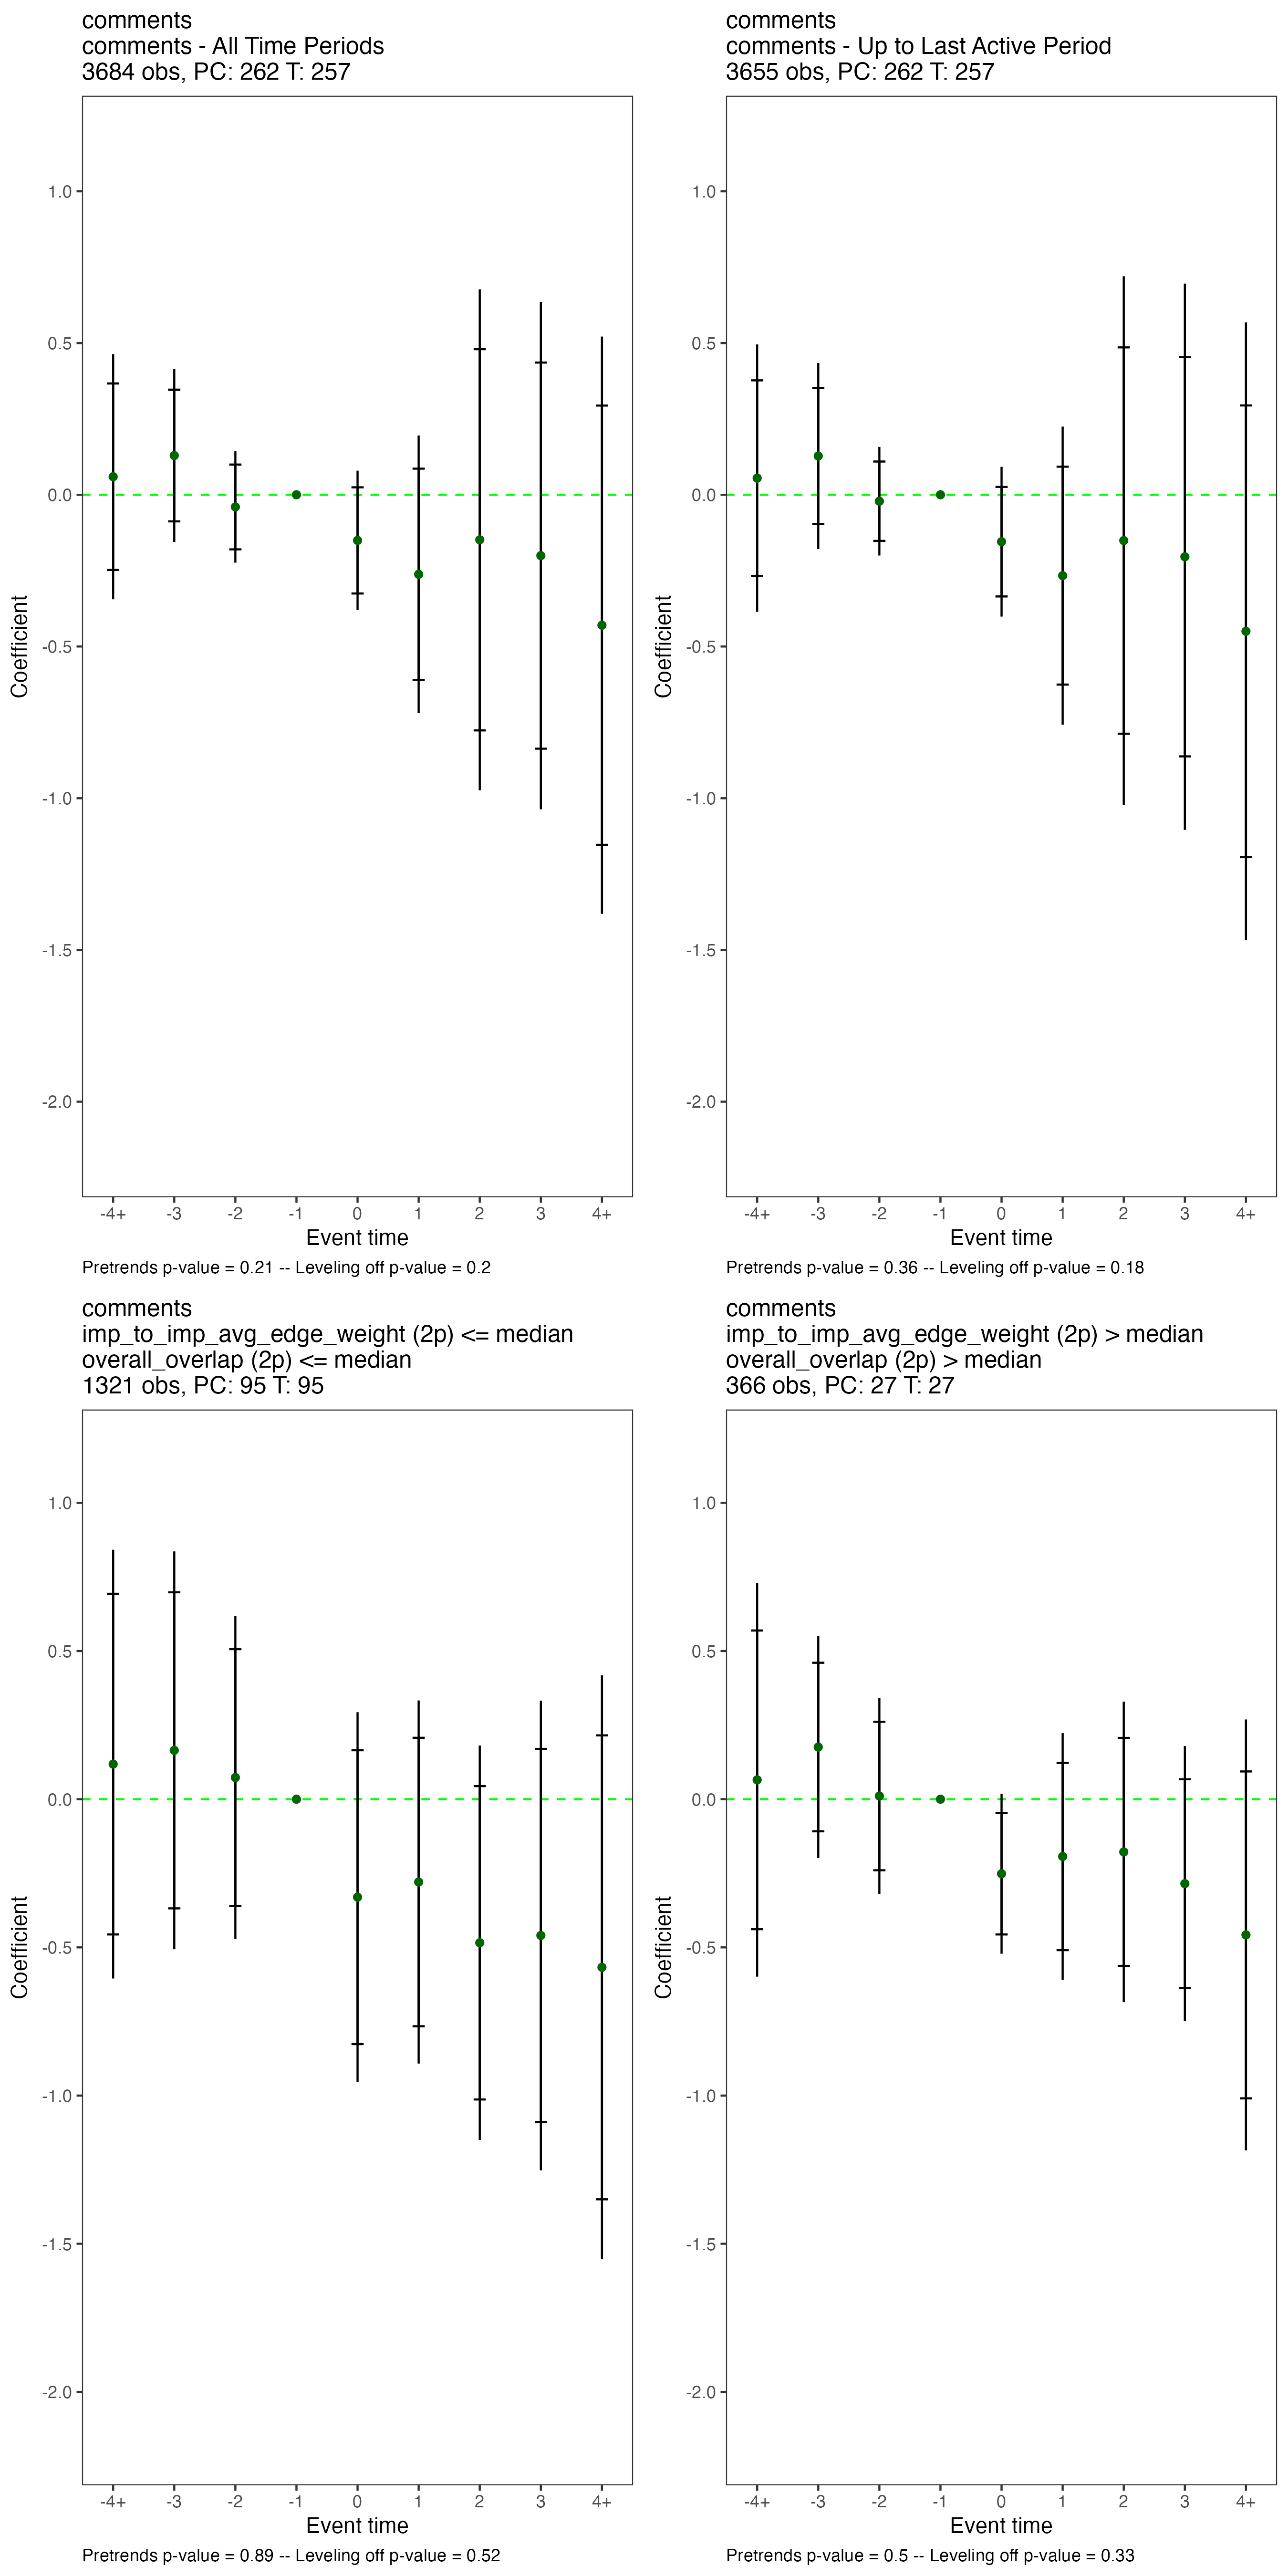 comments
comments - All Time Periods
3684 obs, PC: 262 T: 257
1.0
0.5
0.0
-0.5
-1.0
-1.5
-2.0
Coefficient
-4+ -3 -2 -1 0 1 2 3 4+
Event time
Pretrends p-value = 0.21 -- Leveling off p-value = 0.2
comments
comments - Up to Last Active Period
3655 obs, PC: 262 T: 257
1.0
0.5
0.0
-0.5
-1.0
-1.5
-2.0
Coefficient
-4+ -3 -2 -1 0 1 2 3 4+
Event time
Pretrends p-value = 0.36 -- Leveling off p-value = 0.18
comments
imp_to_imp_avg_edge_weight (2p) <= median
overall_overlap (2p) <= median
1321 obs, PC: 95 T: 95
1.0
0.5
0.0
-0.5
-1.0
-1.5
-2.0
Coefficient
-4+ -3 -2 -1 0 1 2 3 4+
Event time
Pretrends p-value = 0.89 -- Leveling off p-value = 0.52
comments
imp_to_imp_avg_edge_weight (2p) > median
overall_overlap (2p) > median
366 obs, PC: 27 T: 27
1.0
0.5
0.0
-0.5
-1.0
-1.5
-2.0
Coefficient
-4+ -3 -2 -1 0 1 2 3 4+
Event time
Pretrends p-value = 0.5 -- Leveling off p-value = 0.33